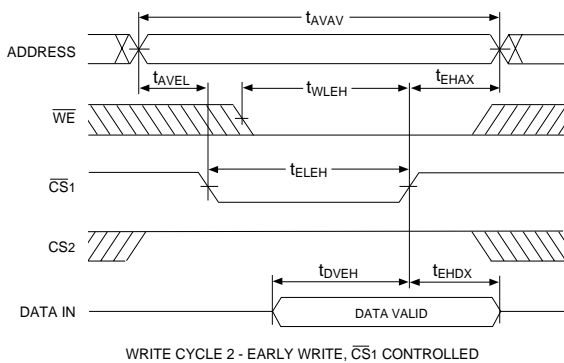 tAVAV
ADDRESS
tAVEL
tWLEH
tEHAX
WE
tELEH
CS1
CS2
tDVEH
tEHDX
DATA IN
DATA VALID
WRITE CYCLE 2 - EARLY WRITE, CS1 CONTROLLED